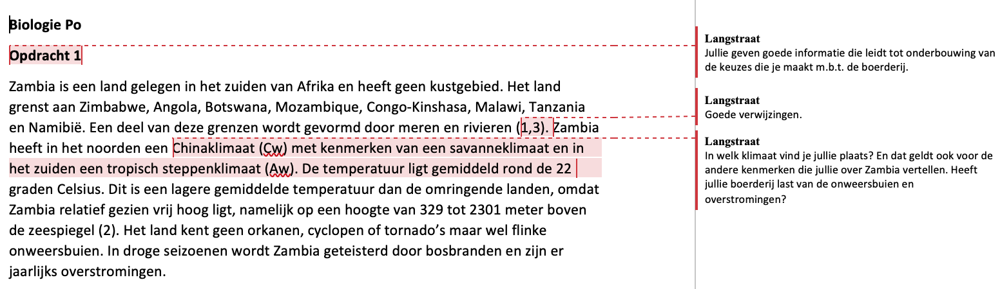 Biologie Po
Opdracht 1
Zambia is een land gelegen in het zuiden van Afrika en heeft geen kustgebied. Het land
grenst aan Zimbabwe, Angola, Botswana, Mozambique, Congo-Kinshasa, Malawi, Tanzania
en Namibië. Een deel van deze grenzen wordt gevormd door meren en rivieren (1,3). Zambia
heeft in het noorden een Chinaklimaat (Cw) met kenmerken van een savanneklimaat en in
het zuiden een tropisch steppenklimaat (Aw). De temperatuur ligt gemiddeld rond de 22
graden Celsius. Dit is een lagere gemiddelde temperatuur dan de omringende landen, omdat
Zambia relatief gezien vrij hoog ligt, namelijk op een hoogte van 329 tot 2301 meter boven
de zeespiegel (2). Het land kent geen orkanen, cyclopen of tornado’s maar wel flinke
onweersbuien. In droge seizoenen wordt Zambia geteisterd door bosbranden en zijn er
jaarlijks overstromingen.
Langstraat
Jullie geven goede informatie die leidt tot onderbouwing van
de keuzes die je maakt m.b.t. de boerderij.
Langstraat
Goede verwijzingen.
Langstraat
In welk klimaat vind je jullie plaats? En dat geldt ook voor de
andere kenmerken die jullie over Zambia vertellen. Heeft
jullie boerderij last van de onweersbuien en
overstromingen?